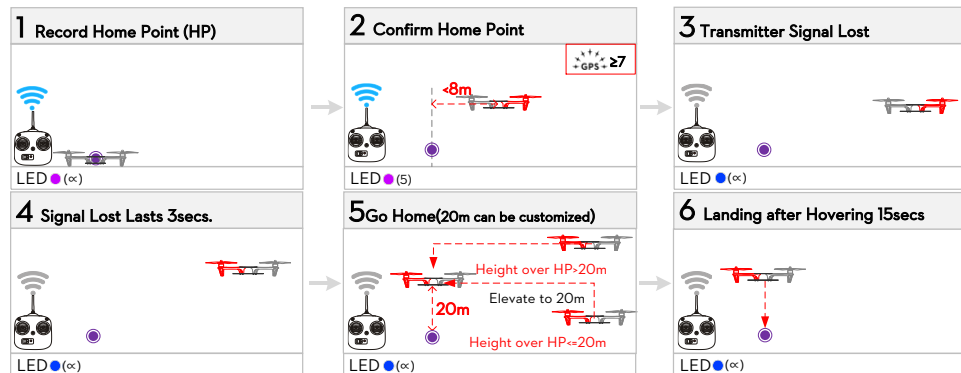 1 Record Home Point (HP)
LED (∝)
2 Confirm Home Point
GPS ≥7
<8m
LED (5)
3 Transmitter Signal Lost
LED (∝)
4 Signal Lost Lasts 3secs.
LED (∝)
5Go Home(20m can be customized)
Height over HP>20m
Elevate to 20m
20m
Height over HP<=20m
LED (∝)
6 Landing after Hovering 15secs
LED (∝)